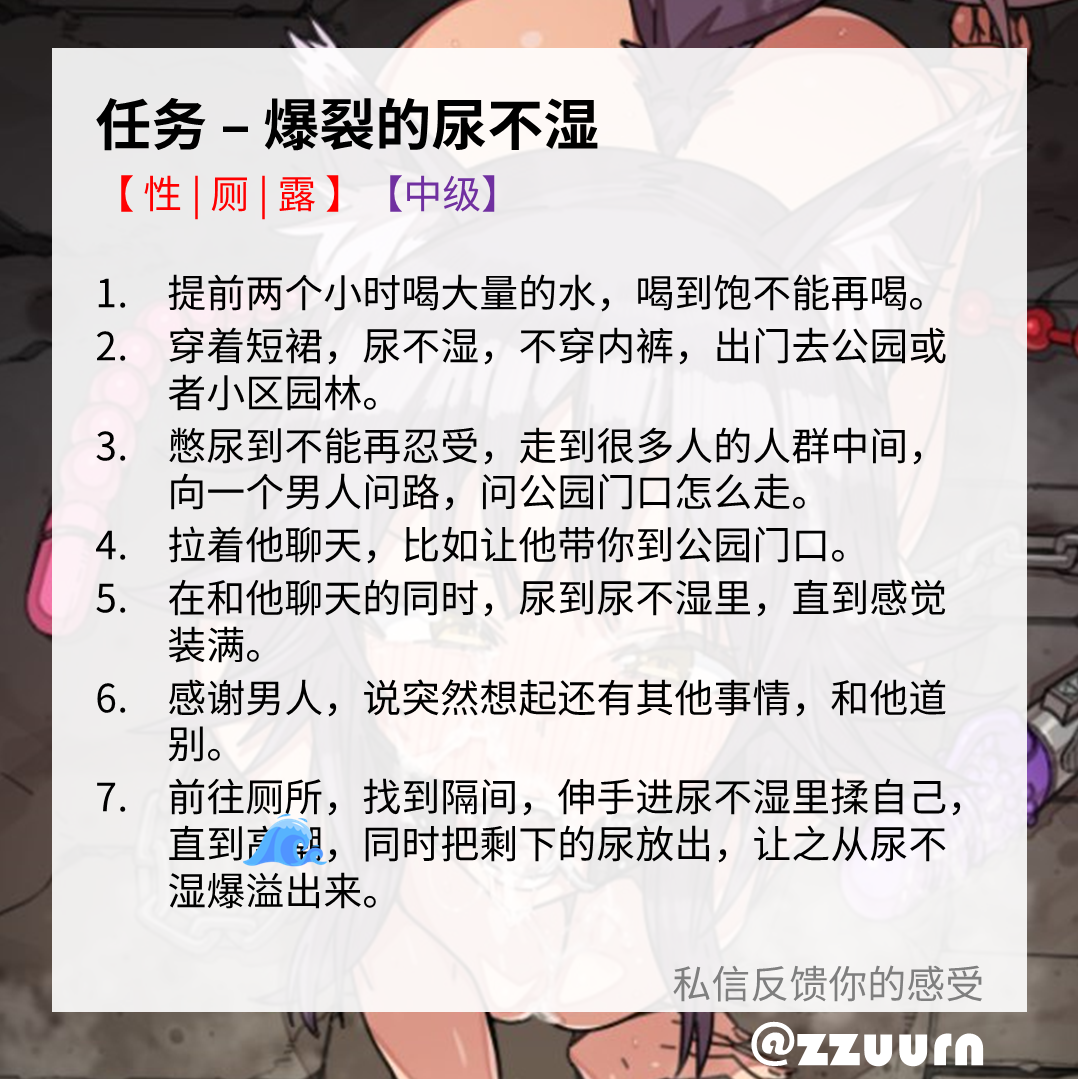 任务 – 爆裂的尿不湿
【 性 | 厕 | 露 】 【中级】
1. 提前两个小时喝大量的水，喝到饱不能再喝。
2. 穿着短裙，尿不湿，不穿内裤，出门去公园或
者小区园林。
3. 憋尿到不能再忍受，走到很多人的人群中间，
向一个男人问路，问公园门口怎么走。
4. 拉着他聊天，比如让他带你到公园门口。
5. 在和他聊天的同时，尿到尿不湿里，直到感觉
装满。
6. 感谢男人，说突然想起还有其他事情，和他道
别。
7. 前往厕所，找到隔间，伸手进尿不湿里揉自己，
直到高潮，同时把剩下的尿放出，让之从尿不
湿爆溢出来。
私信反馈你的感受
@zzuurn